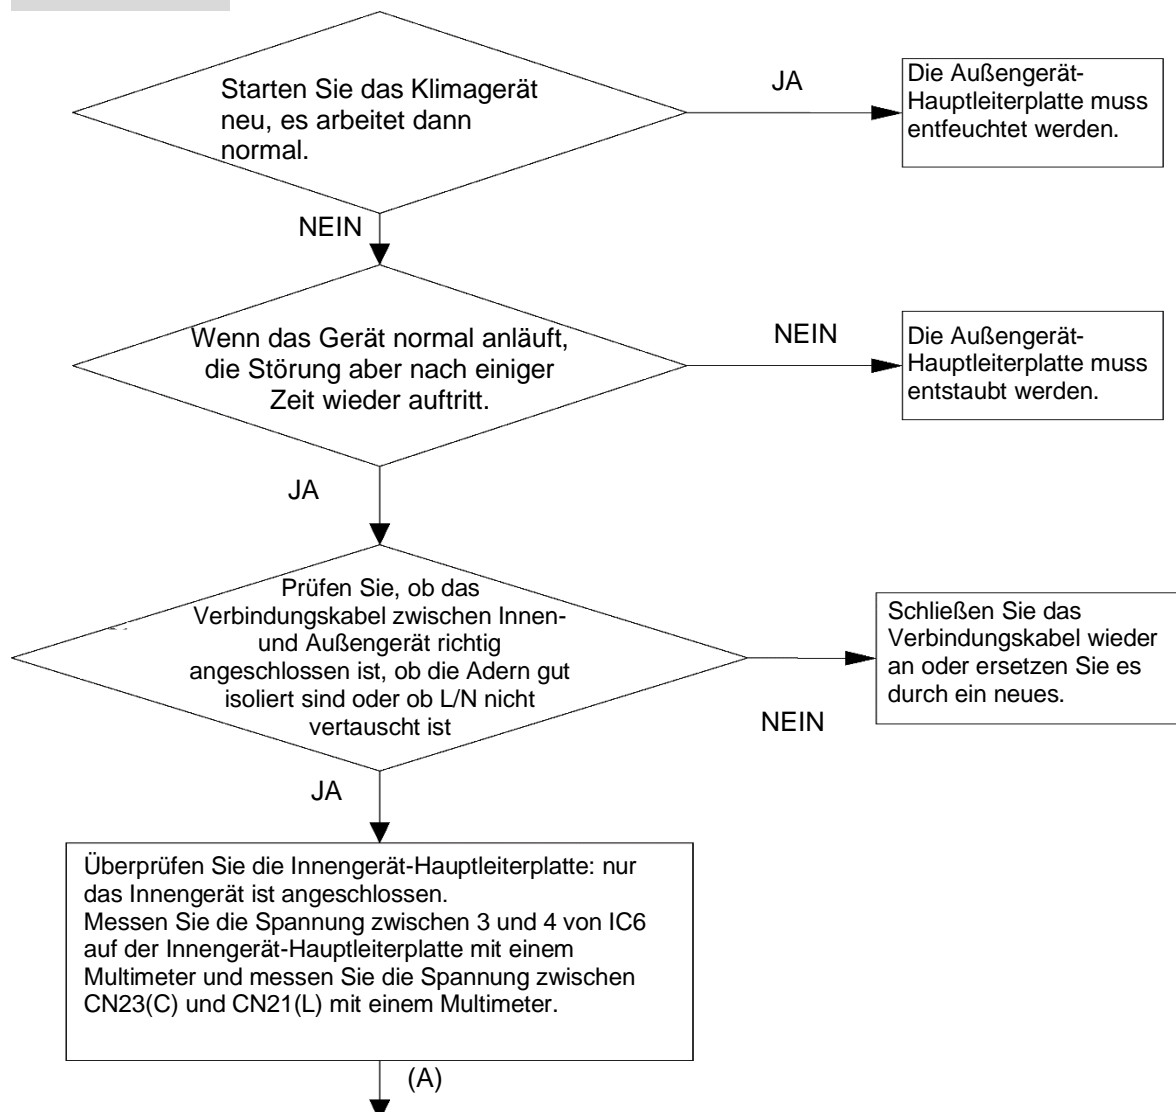 Starten Sie das Klimagerät
neu, es arbeitet dann
normal.
JA
Die Außengerät-
Hauptleiterplatte muss
entfeuchtet werden.
NEIN
Wenn das Gerät normal anläuft,
die Störung aber nach einiger
Zeit wieder auftritt.
NEIN
Die Außengerät-
Hauptleiterplatte muss
entstaubt werden.
JA
Prüfen Sie, ob das
Verbindungskabel zwischen Innen-
und Außengerät richtig
angeschlossen ist, ob die Adern gut
isoliert sind oder ob L/N nicht
vertauscht ist
NEIN
Schließen Sie das
Verbindungskabel wieder
an oder ersetzen Sie es
durch ein neues.
JA
Überprüfen Sie die Innengerät-Hauptleiterplatte: nur
das Innengerät ist angeschlossen.
Messen Sie die Spannung zwischen 3 und 4 von IC6
auf der Innengerät-Hauptleiterplatte mit einem
Multimeter und messen Sie die Spannung zwischen
CN23(C) und CN21(L) mit einem Multimeter.
(A)